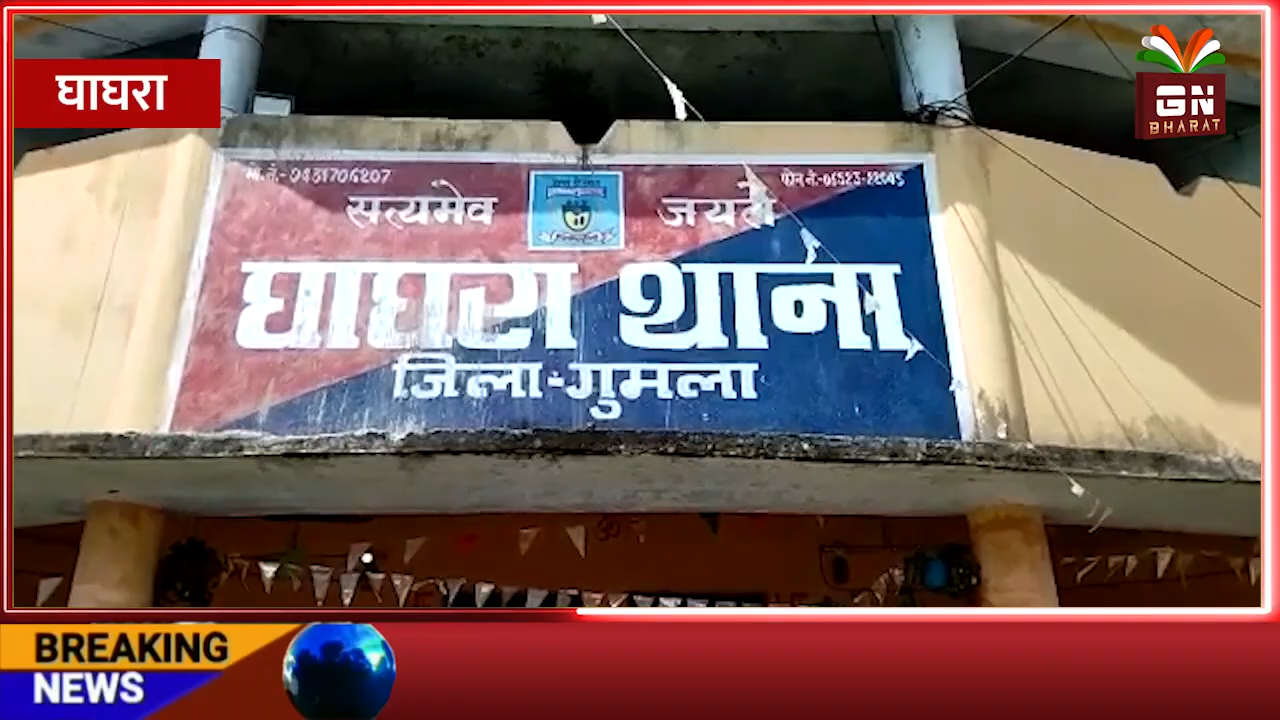 घाघरा
GN
BHARAT
मो.नं.- 9431706207
सत्यमेव जयते
घाघरा थाना
जिला-गुमला
BREAKING
NEWS